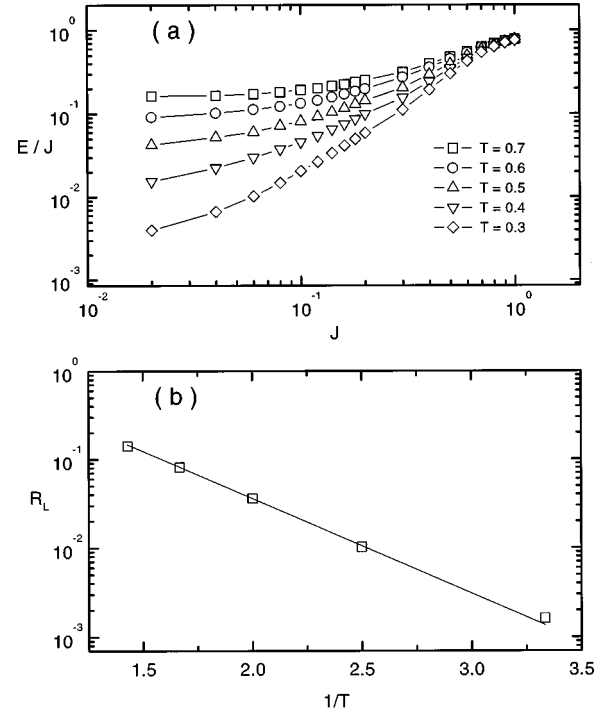 ( a )
10^0
10^-1
10^-2
10^-3
E / J
T = 0.7
T = 0.6
T = 0.5
T = 0.4
T = 0.3
10^-2
10^-1
10^0
J
( b )
10^0
10^-1
10^-2
10^-3
R_L
1.5
2.0
2.5
3.0
3.5
1/T